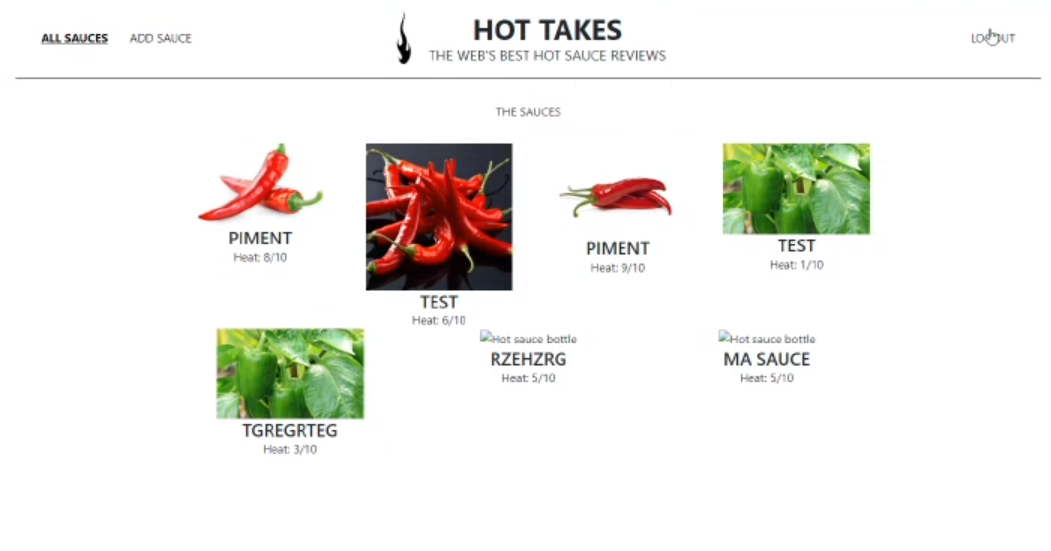 ALL SAUCES
ADD SAUCE
HOT TAKES
THE WEB'S BEST HOT SAUCE REVIEWS
THE SAUCES
PIMENT
Heat: 8/10
TEST
Heat: 6/10
PIMENT
Heat: 9/10
TEST
Heat: 1/10
TGREGRTEG
Heat: 3/10
Hot sauce bottle
RZEHZRG
Heat: 5/10
Hot sauce bottle
MA SAUCE
Heat: 5/10